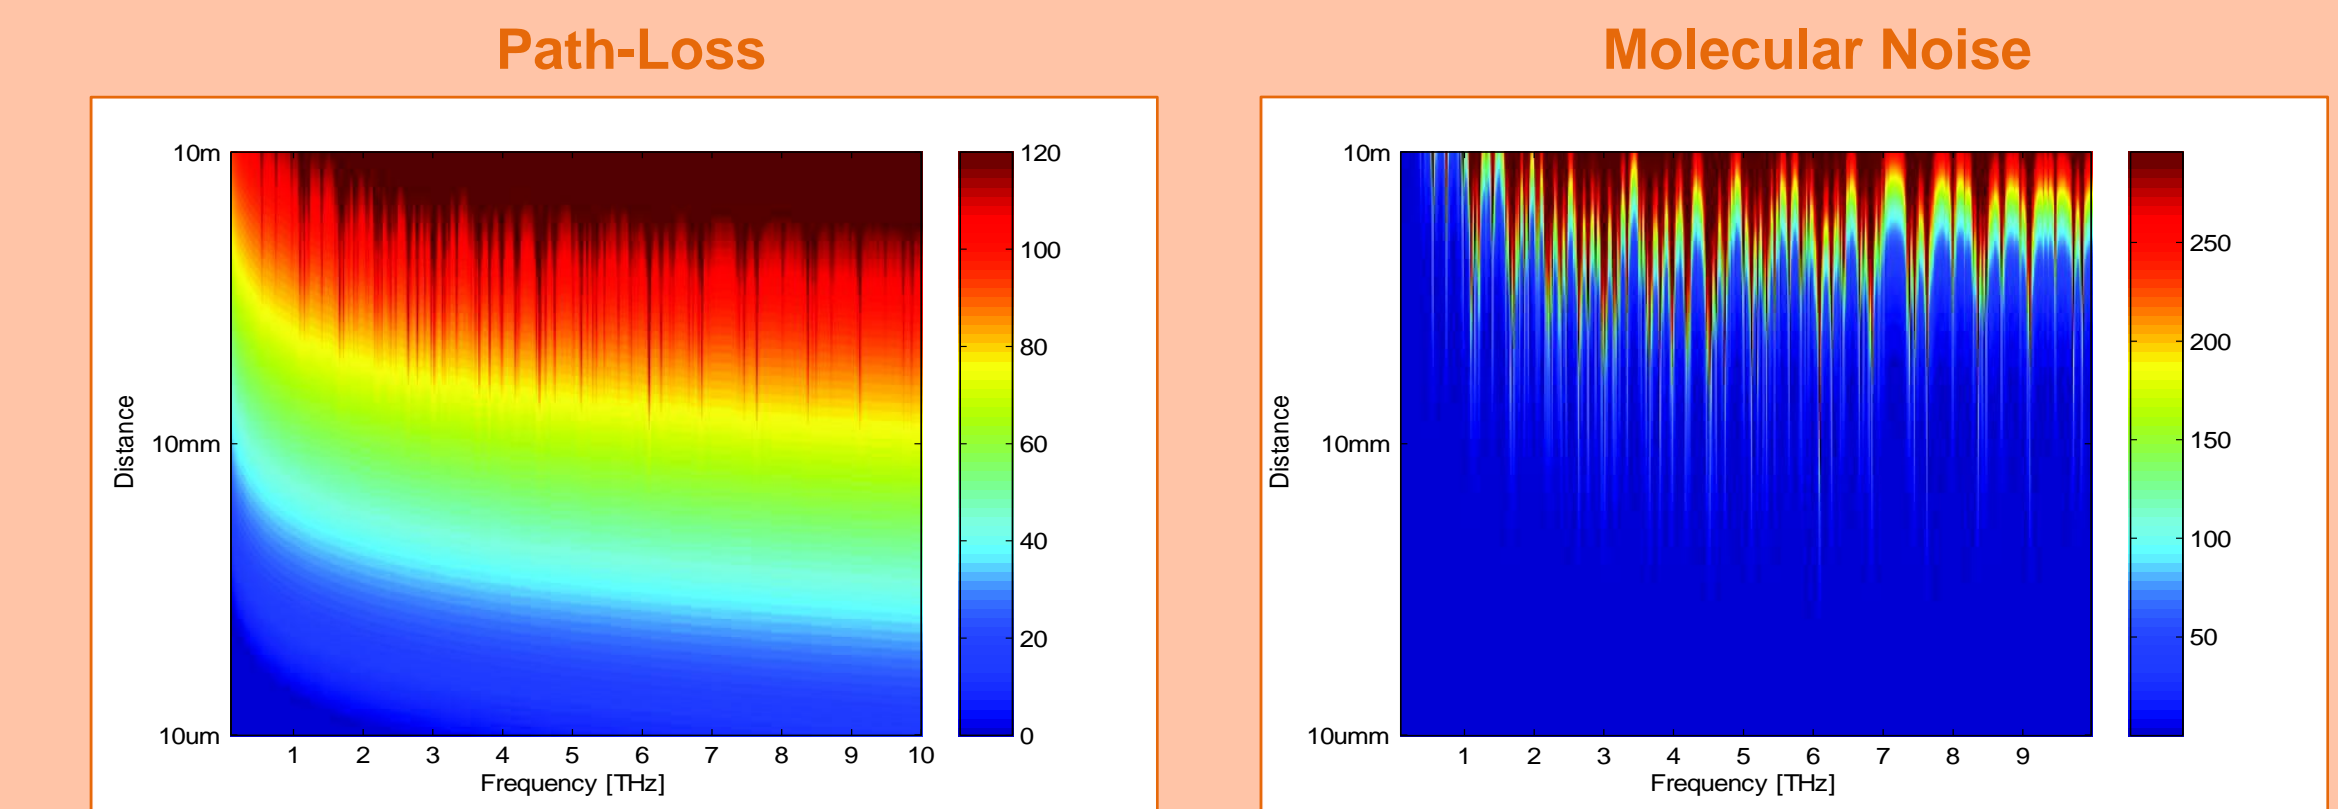 Path-Loss
Molecular Noise
10m
10mm
10um
Distance
1 2 3 4 5 6 7 8 9 10
Frequency [THz]
120
100
80
60
40
20
0
10m
10mm
10umm
Distance
1 2 3 4 5 6 7 8 9
Frequency [THz]
250
200
150
100
50